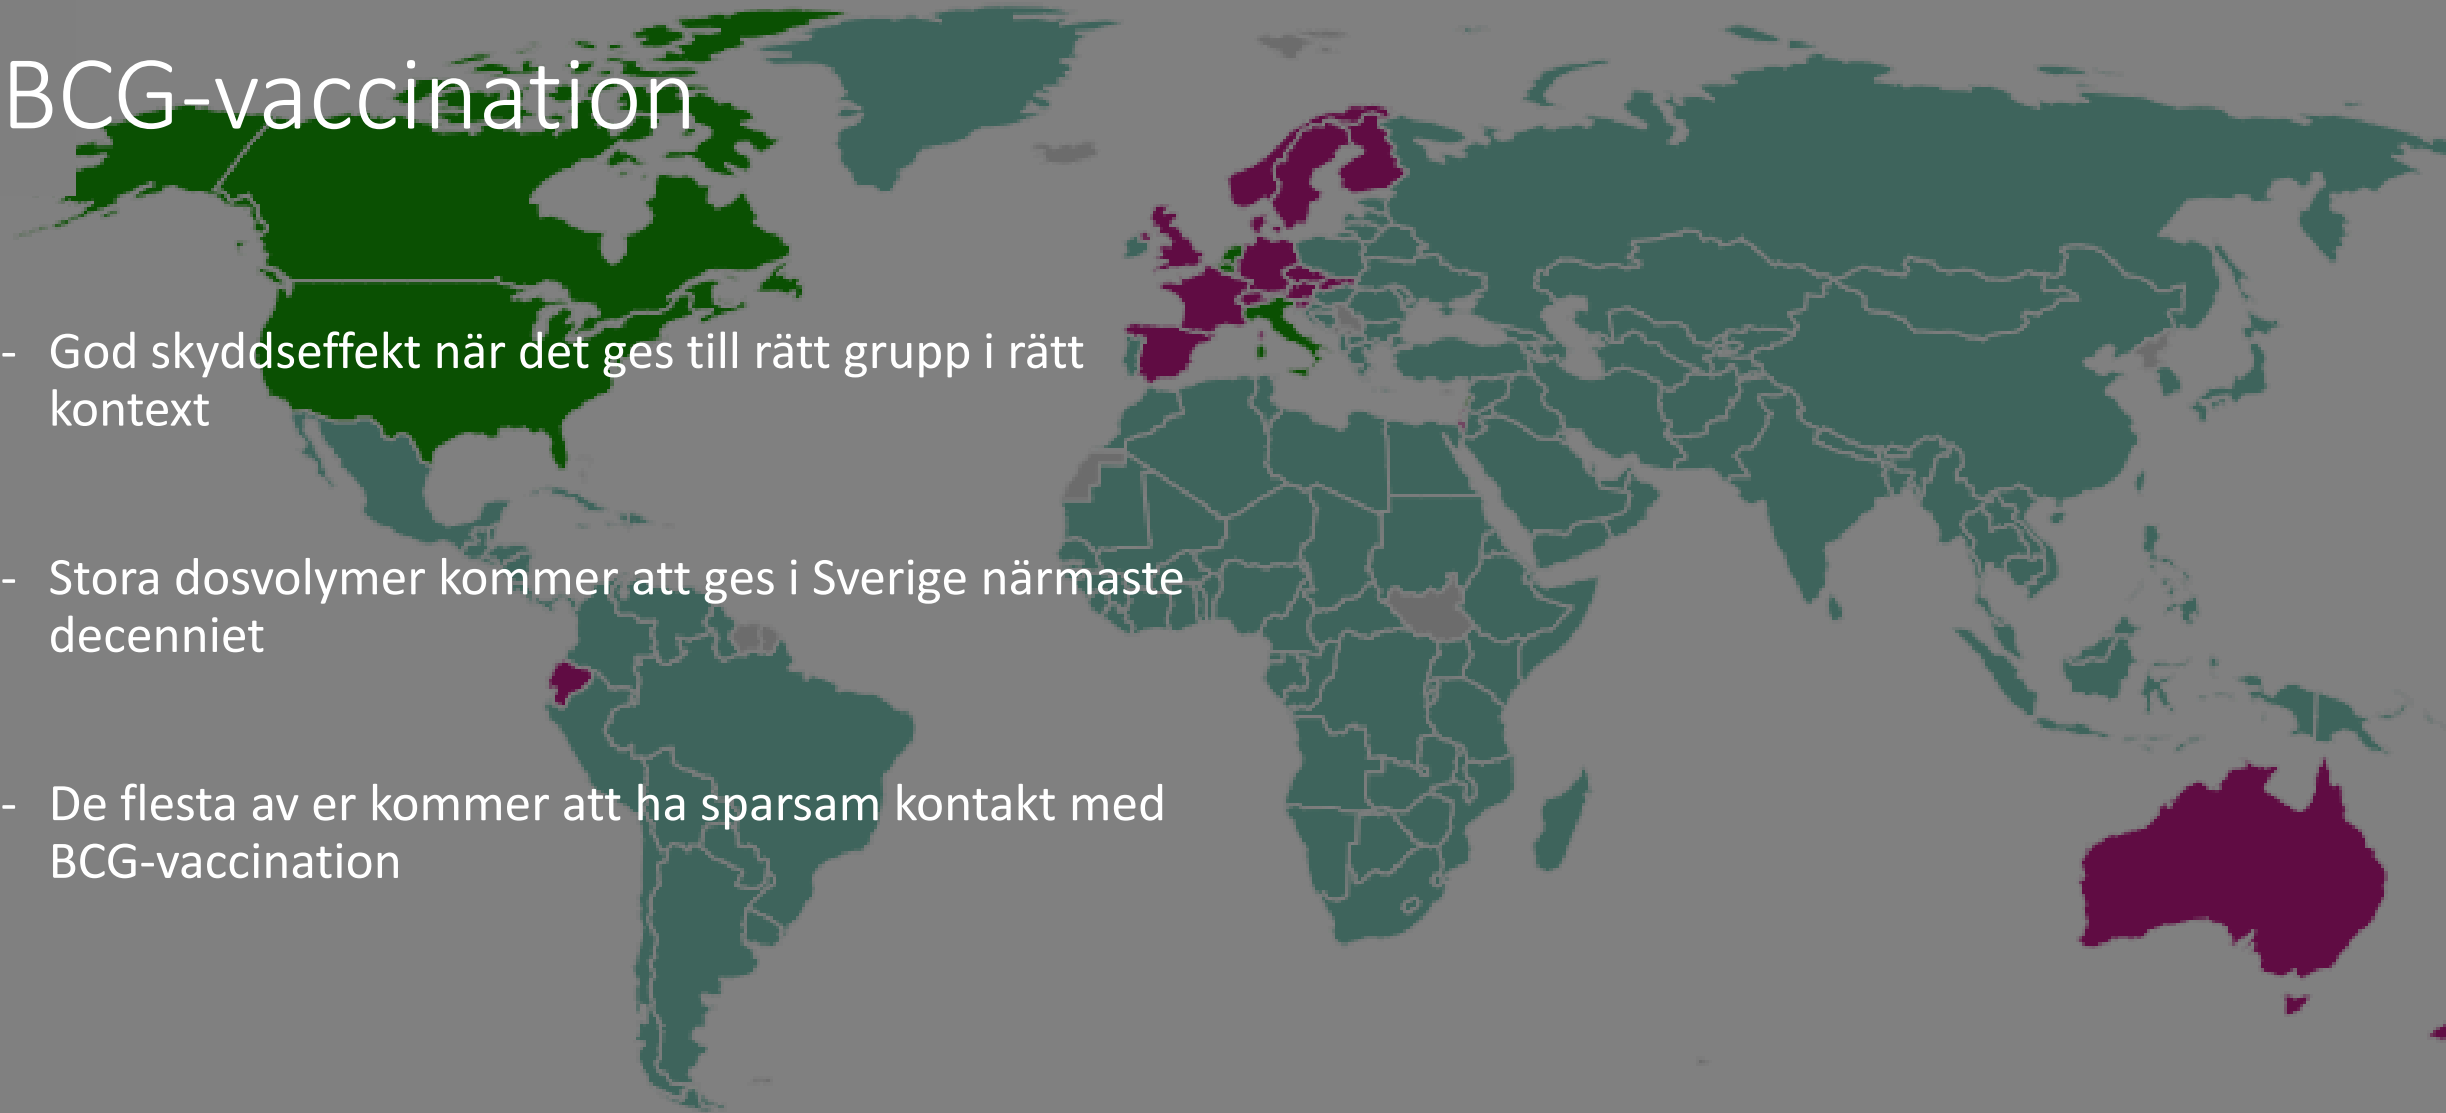 BCG-vaccination
- God skyddseffekt när det ges till rätt grupp i rätt
kontext
- Stora dosvolymer kommer att ges i Sverige närmaste
decenniet
- De flesta av er kommer att ha sparsam kontakt med
BCG-vaccination